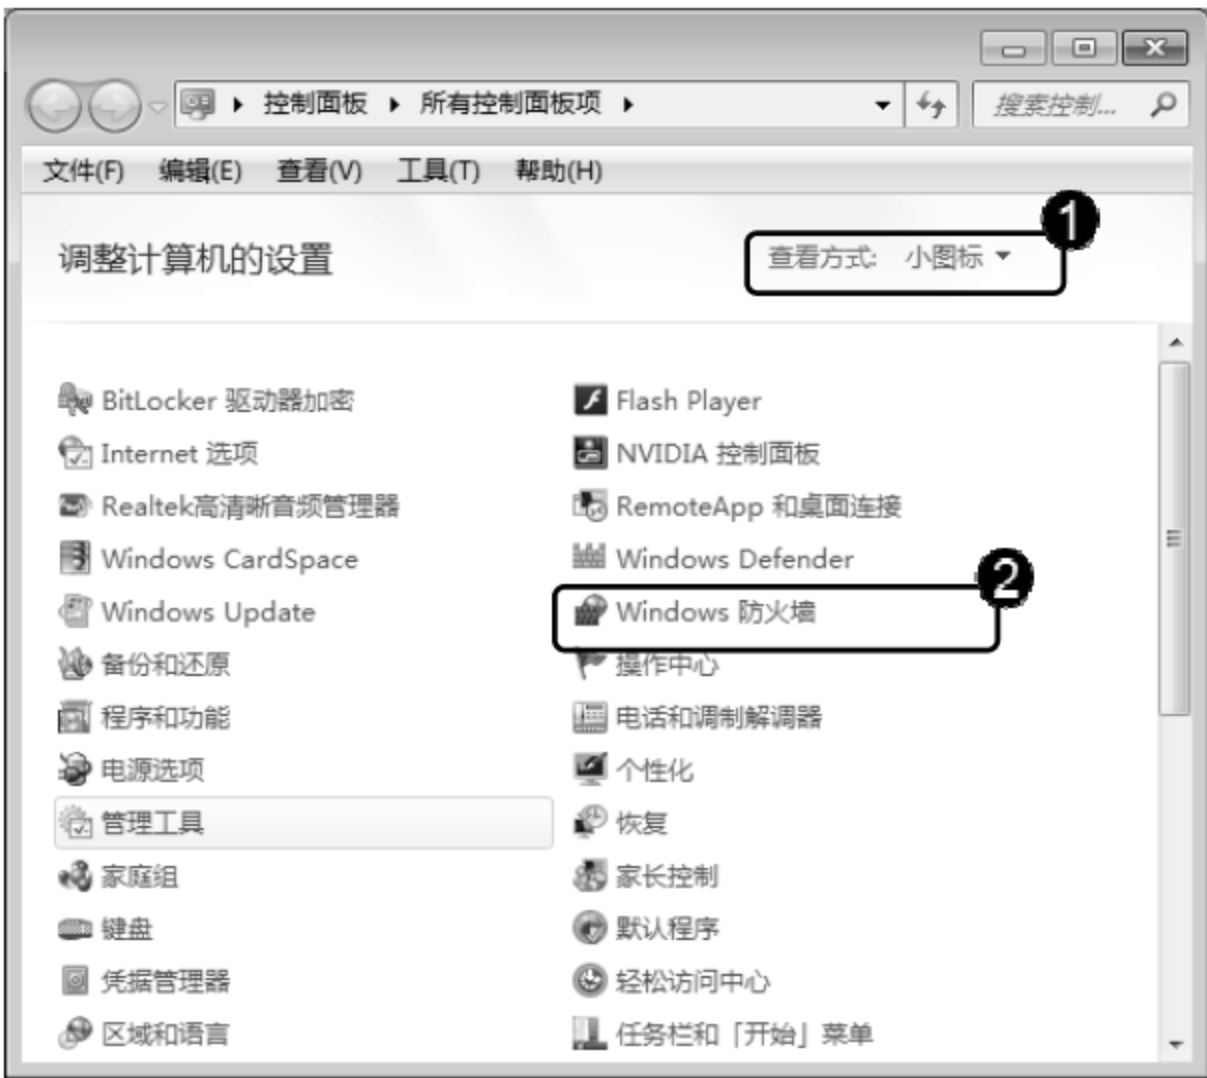 控制面板 ▸ 所有控制面板项 ▸ 搜索控制...
文件(F) 编辑(E) 查看(V) 工具(T) 帮助(H)
1
调整计算机的设置 查看方式: 小图标
BitLocker 驱动器加密 Flash Player
Internet 选项 NVIDIA 控制面板
Realtek高清晰音频管理器 RemoteApp 和桌面连接
Windows CardSpace Windows Defender
2
Windows Update Windows 防火墙
备份和还原 操作中心
程序和功能 电话和调制解调器
电源选项 个性化
管理工具 恢复
家庭组 家长控制
键盘 默认程序
凭据管理器 轻松访问中心
区域和语言 任务栏和「开始」菜单